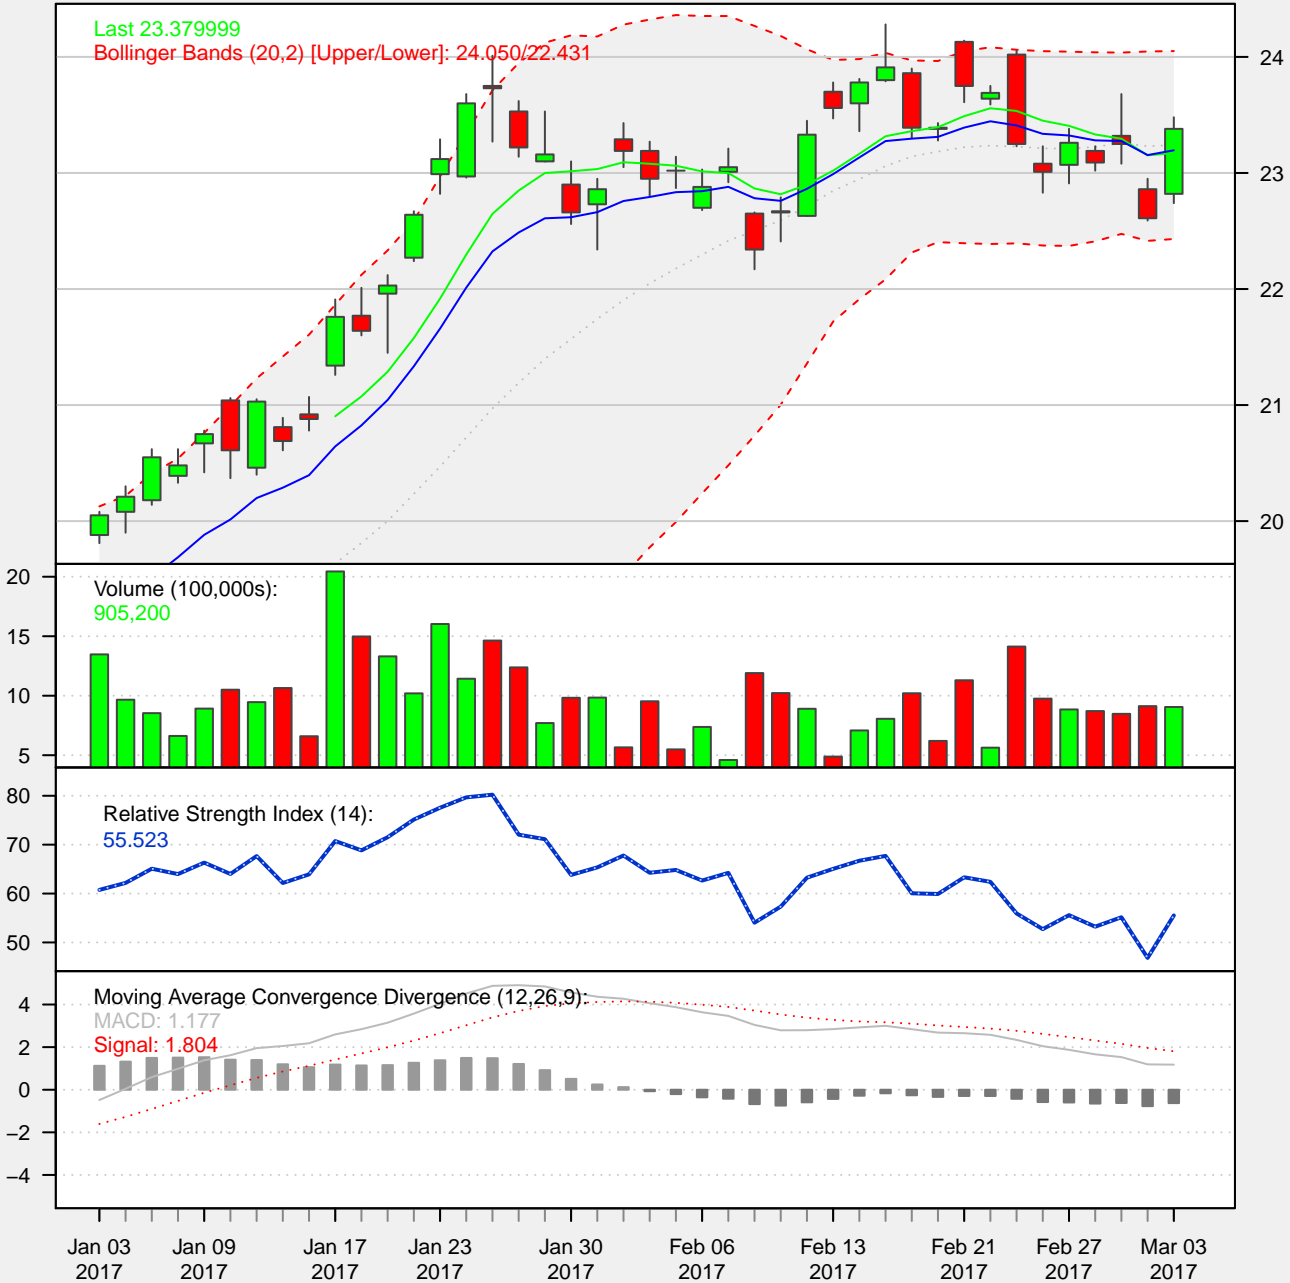 Last 23.379999
Bollinger Bands (20,2) [Upper/Lower]: 24.050/22.431
24
23
22
21
20
Volume (100,000s):
905,200
20
15
10
5
Relative Strength Index (14):
55.523
80
70
60
50
Moving Average Convergence Divergence (12,26,9):
MACD: 1.177
Signal: 1.804
4
2
0
−2
−4
Jan 03 2017
Jan 09 2017
Jan 17 2017
Jan 23 2017
Jan 30 2017
Feb 06 2017
Feb 13 2017
Feb 21 2017
Feb 27 2017
Mar 03 2017